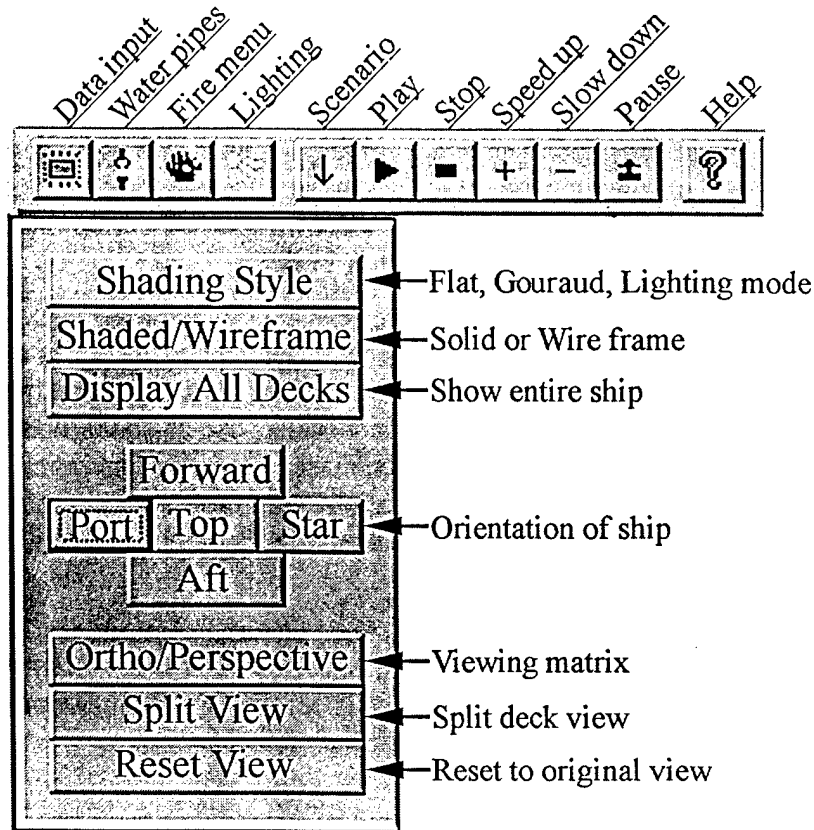 Data input
Water pipes
Fire menu
Lighting
Scenario
Play
Stop
Speed up
Slow down
Pause
Help
Shading Style
Flat, Gouraud, Lighting mode
Shaded/Wireframe
Solid or Wire frame
Display All Decks
Show entire ship
Forward
Port Top Star
Orientation of ship
Aft
Ortho/Perspective
Viewing matrix
Split View
Split deck view
Reset View
Reset to original view